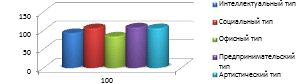 150
100
50
0
100
Интеллектуальный тип
Социальный тип
Офисный тип
Предпринимательский
тип
Артистический тип